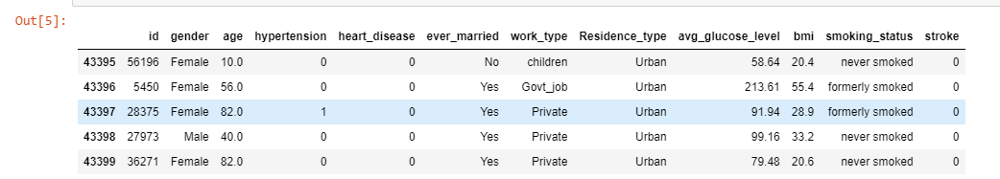 Out[5]:
id gender age hypertension heart_disease ever_married work_type Residence_type avg_glucose_level bmi smoking_status stroke
43395 56196 Female 10.0 0 0 No children Urban 58.64 20.4 never smoked 0
43396 5450 Female 56.0 0 0 Yes Govt_job Urban 213.61 55.4 formerly smoked 0
43397 28375 Female 82.0 1 0 Yes Private Urban 91.94 28.9 formerly smoked 0
43398 27973 Male 40.0 0 0 Yes Private Urban 99.16 33.2 never smoked 0
43399 36271 Female 82.0 0 0 Yes Private Urban 79.48 20.6 never smoked 0